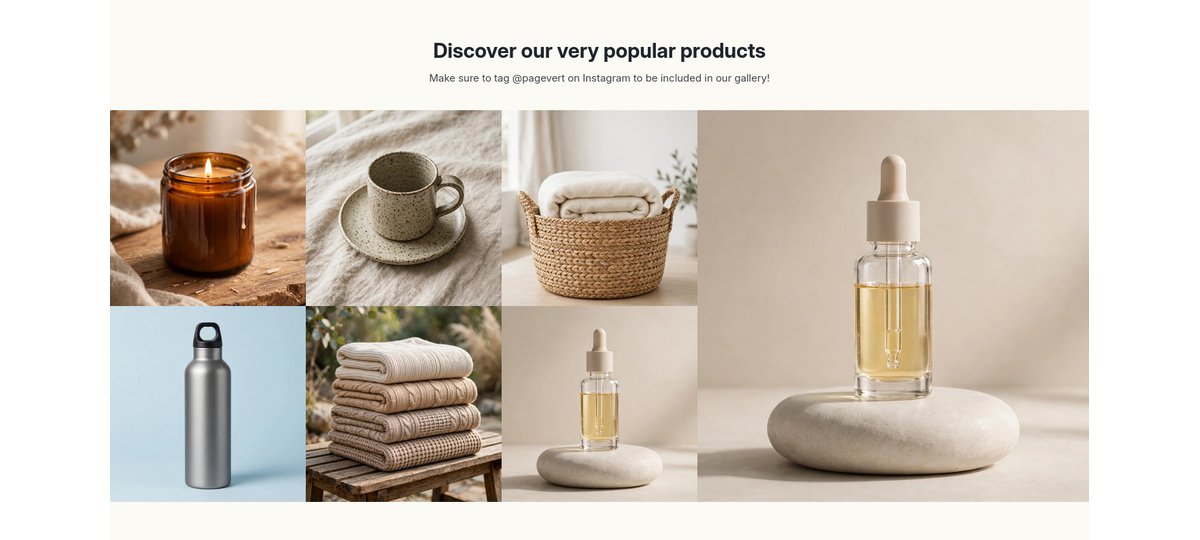 Discover our very popular products
Make sure to tag @pagevert on Instagram to be included in our gallery!